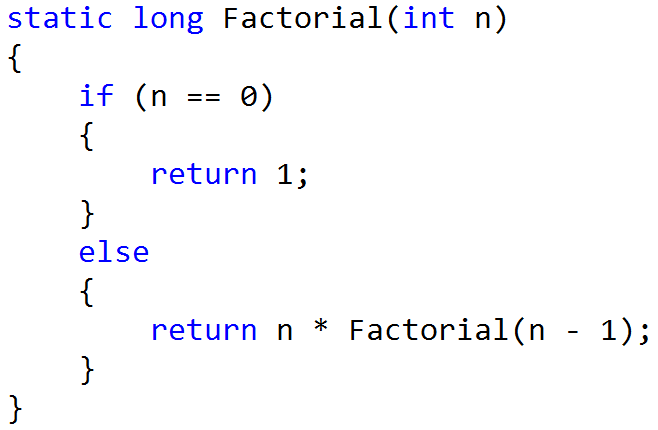 static long Factorial(int n)
{
    if (n == 0)
    {
        return 1;
    }
    else
    {
        return n * Factorial(n - 1);
    }
}